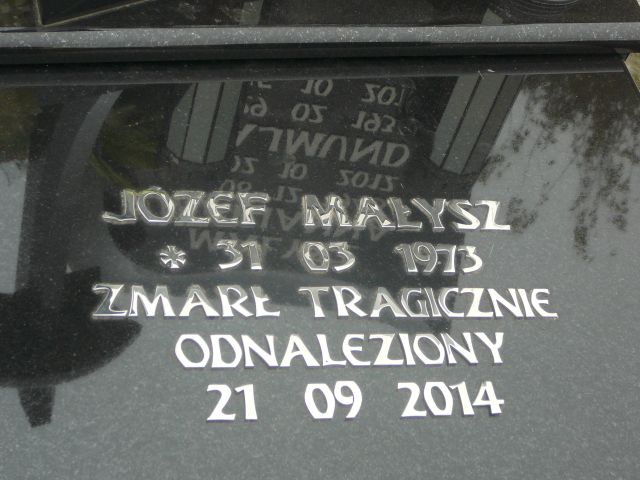 JÓZEF MAŁYSZ
* 31 03 1973
ZMARŁ TRAGICZNIE
ODNALEZIONY
21 09 2014